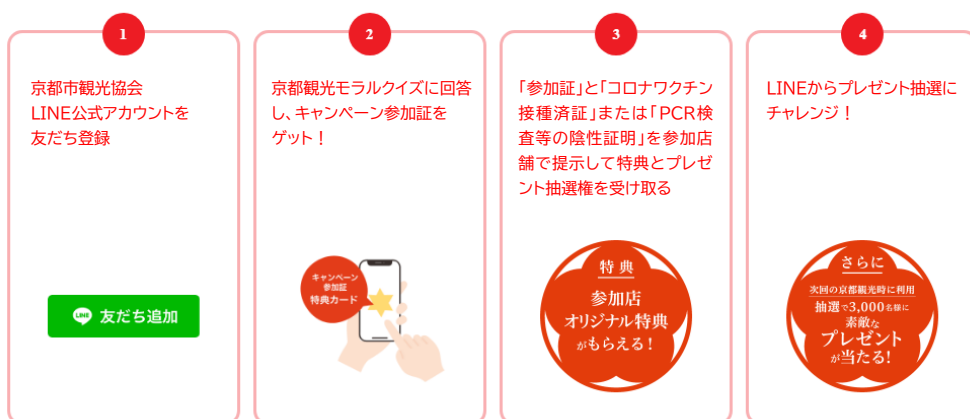 1
京都市観光協会
LINE公式アカウントを
友だち登録
LINE
友だち追加
2
京都観光モラルクイズに回答
し、キャンペーン参加証を
ゲット！
キャンペーン
参加証
特典カード
3
「参加証」と「コロナワクチン
接種済証」または「PCR検
査等の陰性証明」を参加店
舗で提示して特典とプレゼ
ント抽選権を受け取る
特典
参加店
オリジナル特典
がもらえる！
4
LINEからプレゼント抽選に
チャレンジ！
さらに
次回の京都観光時に利用
抽選で3,000名様に
素敵な
プレゼント
が当たる!